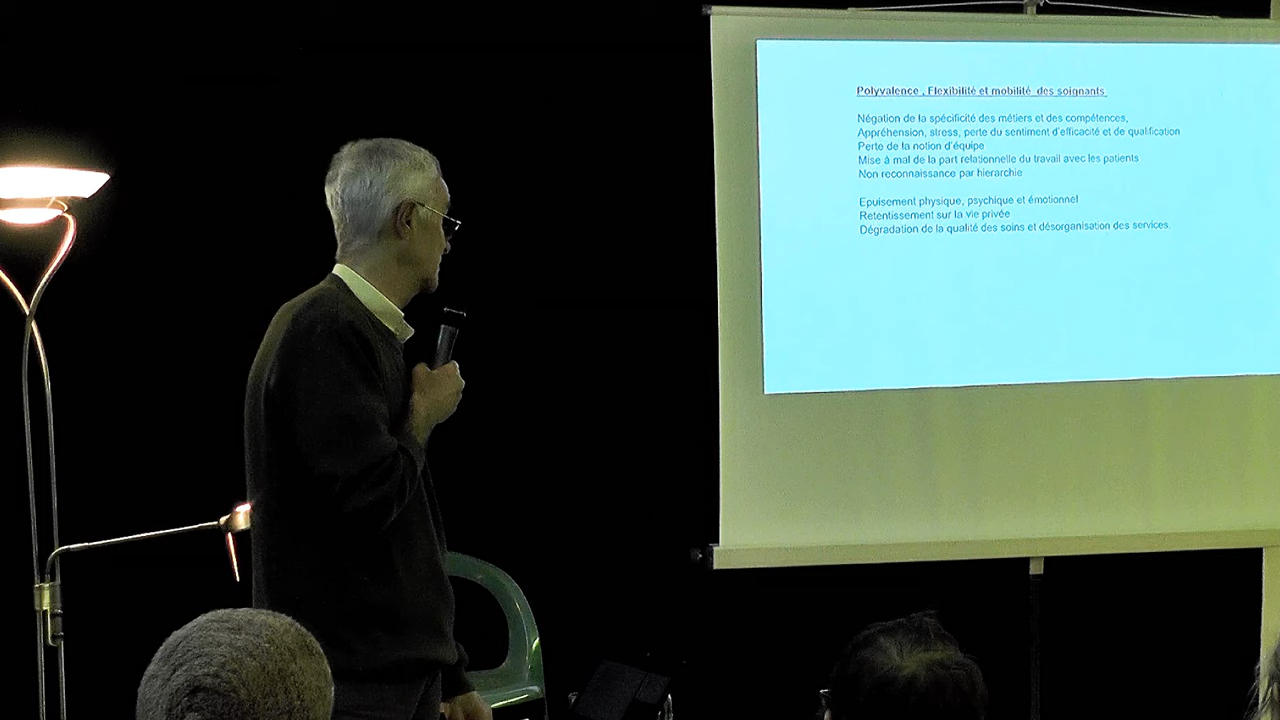 Polyvalence , Flexibilité et mobilité des soignants
Négation de la spécificité des métiers et des compétences,
Appréhension, stress, perte du sentiment d'efficacité et de qualification
Perte de la notion d'équipe
Mise à mal de la part relationnelle du travail avec les patients
Non reconnaissance par hierarchie
Epuisement physique, psychique et émotionnel
Retentissement sur la vie privée
Dégradation de la qualité des soins et désorganisation des services.